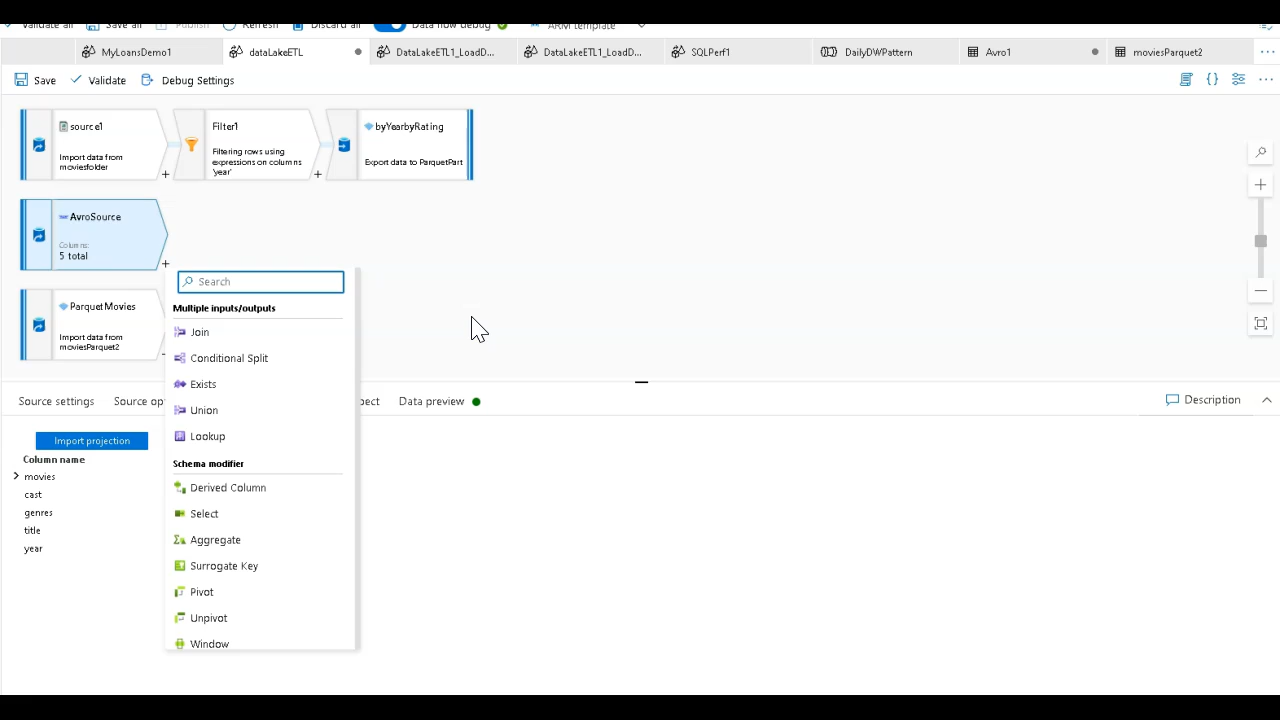 Validate all Save all Publish Refresh Discard all Data flow debug ARM template
MyLoansDemo1 dataLakeETL DataLakeETL1_LoadD... DataLakeETL1_LoadD... SQLPerf1 DailyDWPattern Avro1 moviesParquet2 ...
Save Validate Debug Settings {} ...
source1
Import data from
moviesfolder
+
Filter1
Filtering rows using
expressions on columns
'year'
+
byYearbyRating
Export data to ParquetPart
AvroSource
Columns:
5 total
+
ParquetMovies
Import data from
moviesParquet2
Search
Multiple inputs/outputs
Join
Conditional Split
Exists
Union
Lookup
Schema modifier
Derived Column
Select
Aggregate
Surrogate Key
Pivot
Unpivot
Window
Source settings Source op pect Data preview Description
Import projection
Column name
movies
cast
genres
title
year